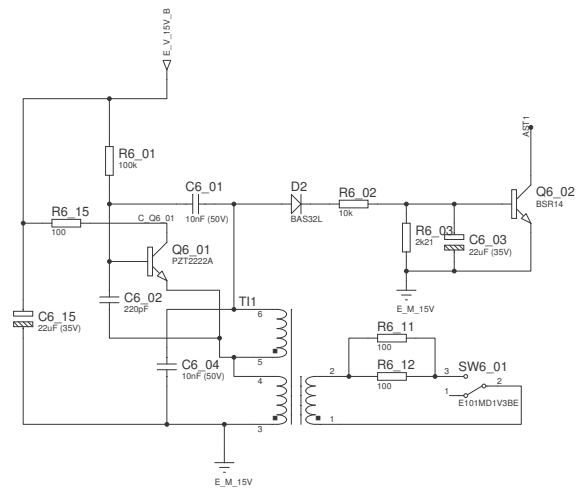 E_V_15V_B
AST1
R6_01
100k
C6_01
10nF (50V)
D2
BAS32L
R6_02
10k
Q6_02
BSR14
R6_15
100
C_Q6_01
Q6_01
PZT2222A
R6_03
2k21
C6_03
22uF (35V)
E_M_15V
C6_02
220pF
C6_15
22uF (35V)
TI1
6
5
4
3
C6_04
10nF (50V)
R6_11
100
R6_12
100
2
1
SW6_01
3
2
1
E101MD1V3BE
E_M_15V